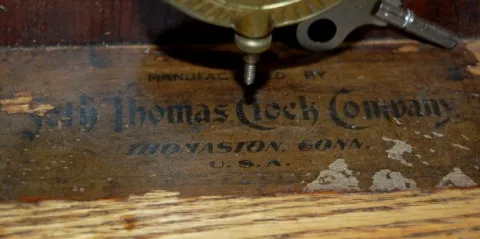 MANUFACTURED BY
Seth Thomas Clock Company,
THOMASTON, CONN.
U.S.A.